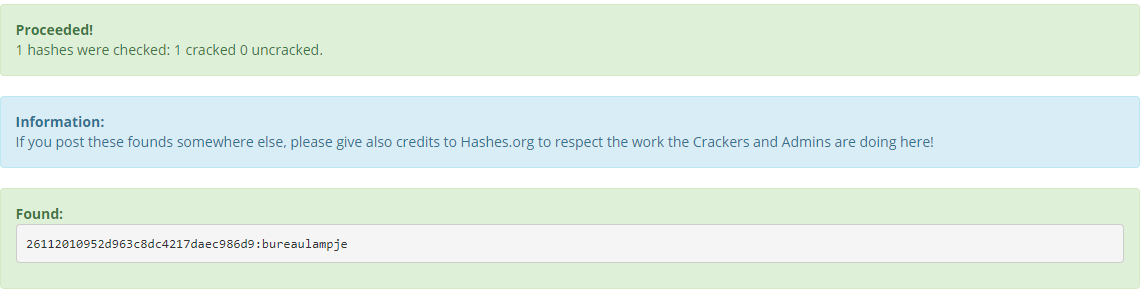 Proceeded!
1 hashes were checked: 1 cracked 0 uncracked.
Information:
If you post these founds somewhere else, please give also credits to Hashes.org to respect the work the Crackers and Admins are doing here!
Found:
26112010952d963c8dc4217daec986d9:bureaulampje